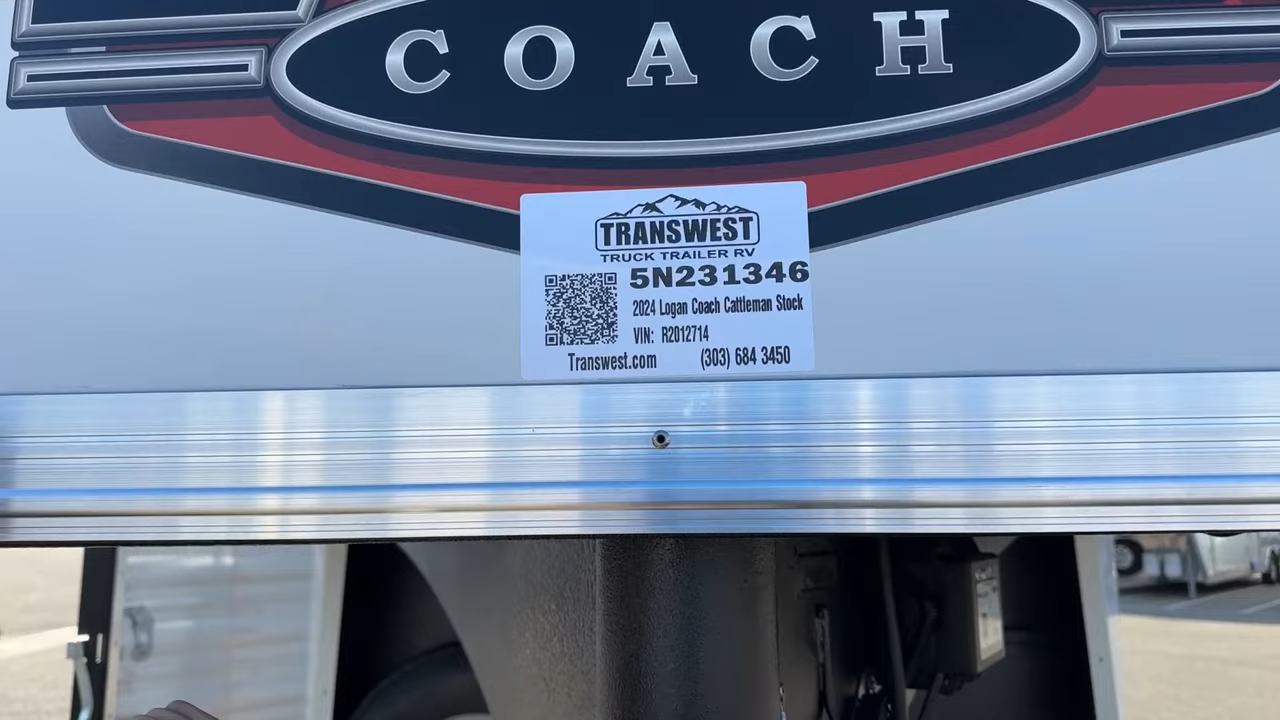 COACH
TRANSWEST
TRUCK TRAILER RV
5N231346
2024 Logan Coach Cattleman Stock
VIN: R2012714
Transwest.com (303) 684 3450